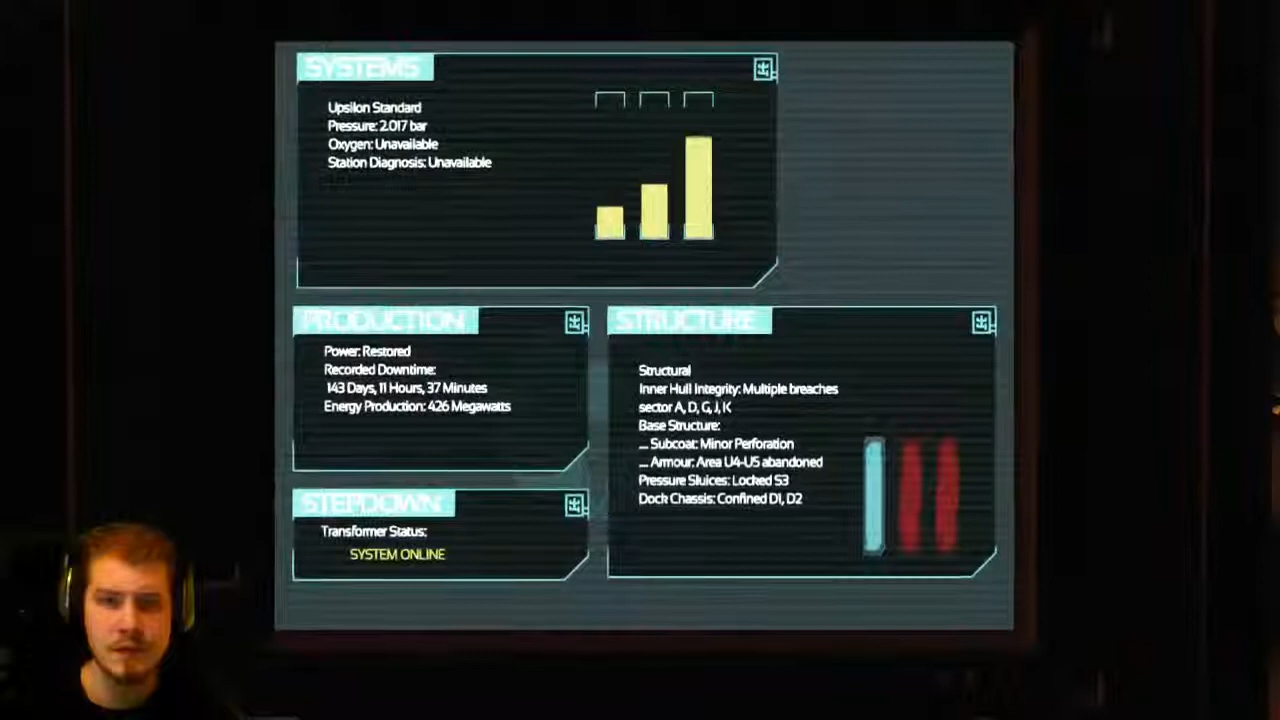 SYSTEMS
Upsilon Standard
Pressure: 2.017 bar
Oxygen: Unavailable
Station Diagnosis: Unavailable
PRODUCTION
Power: Restored
Recorded Downtime:
143 Days, 11 Hours, 37 Minutes
Energy Production: 426 Megawatts
STEPDOWN
Transformer Status:
SYSTEM ONLINE
STRUCTURE
Structural
Inner Hull Integrity: Multiple breaches
sector A, D, G, J, K
Base Structure:
_ Subcoat: Minor Perforation
_ Armour: Area U4-U5 abandoned
Pressure Sluices: Locked S3
Dock Chassis: Confined D1, D2